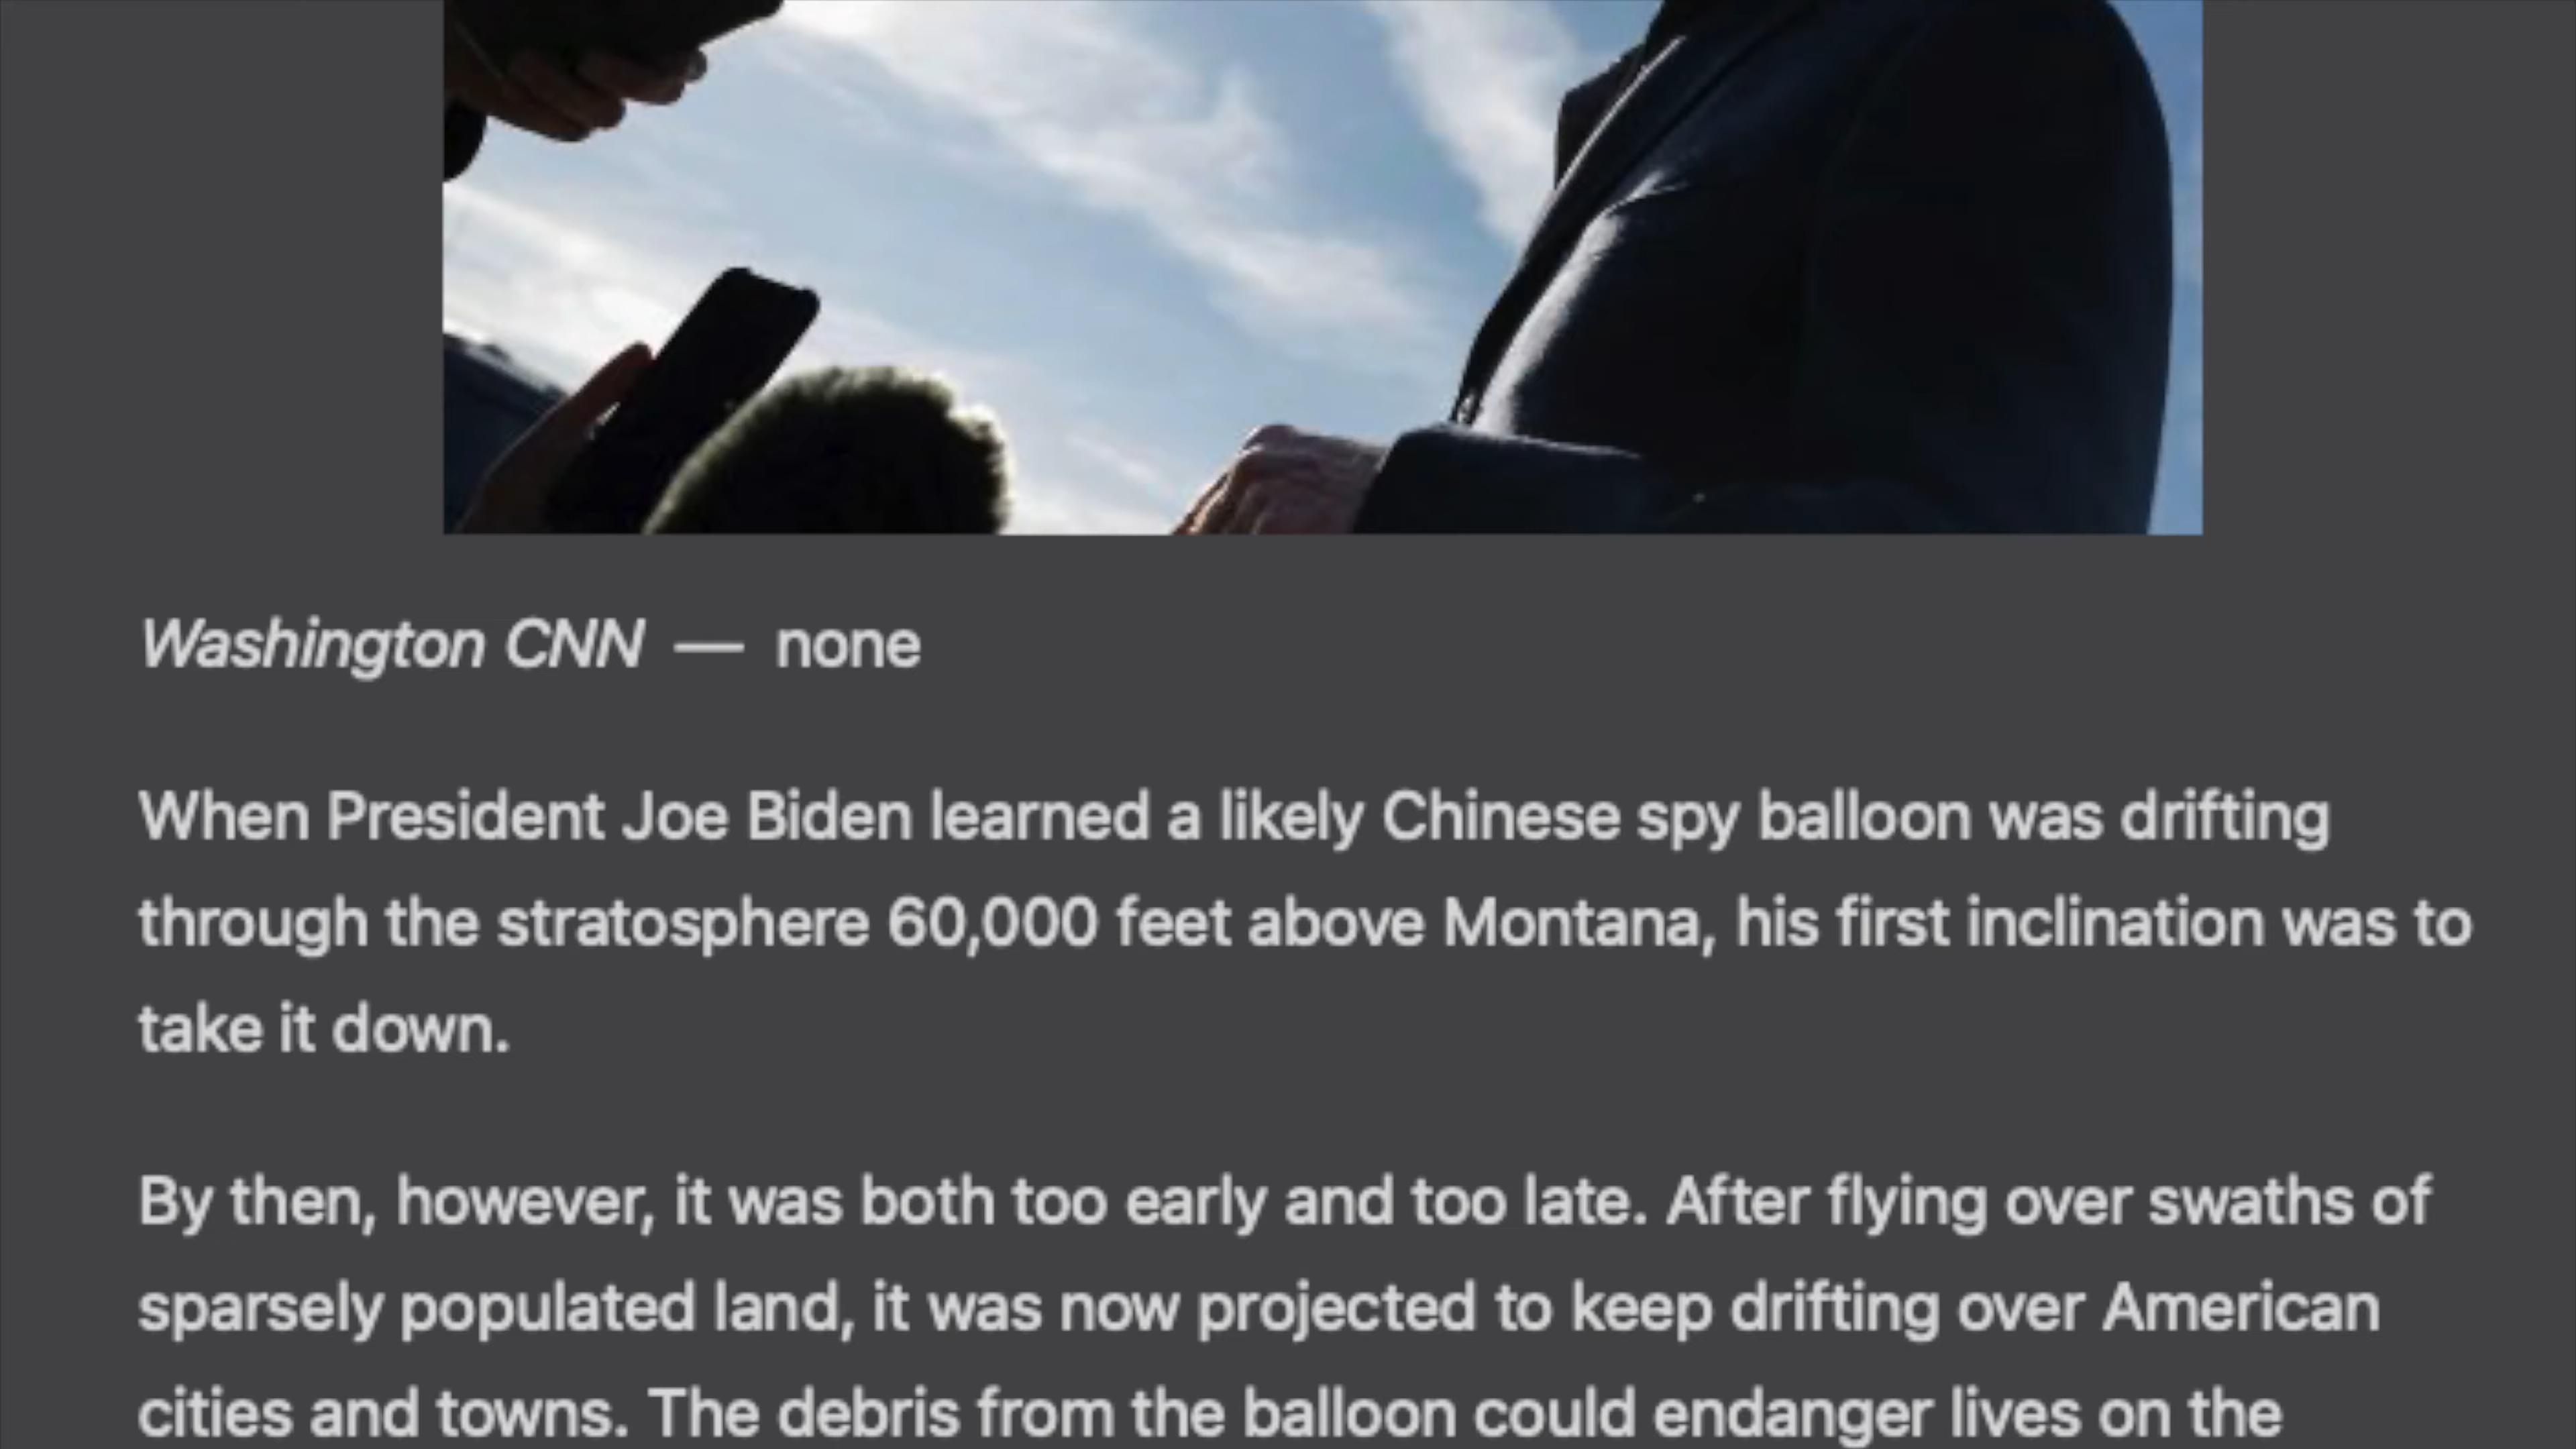 Washington CNN — none
When President Joe Biden learned a likely Chinese spy balloon was drifting
through the stratosphere 60,000 feet above Montana, his first inclination was to
take it down.
By then, however, it was both too early and too late. After flying over swaths of
sparsely populated land, it was now projected to keep drifting over American
cities and towns. The debris from the balloon could endanger lives on the